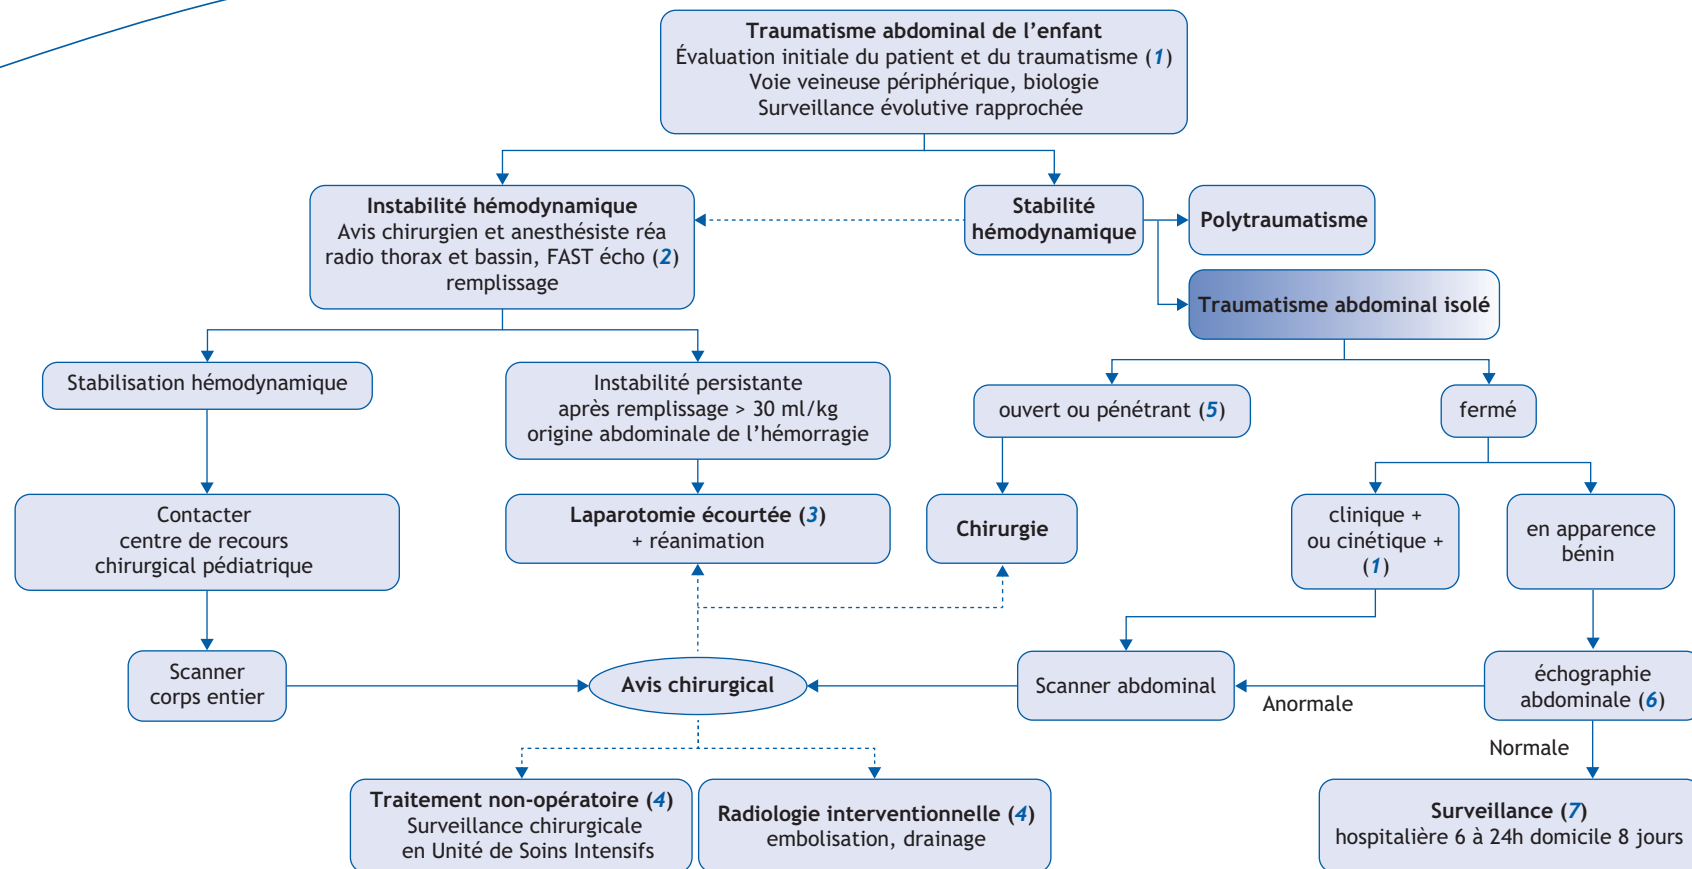 Traumatisme abdominal de l’enfant
Évaluation initiale du patient et du traumatisme (1)
Voie veineuse périphérique, biologie
Surveillance évolutive rapprochée
Instabilité hémodynamique
Avis chirurgien et anesthésiste réa
radio thorax et bassin, FAST écho (2)
remplissage
Stabilité
hémodynamique
Polytraumatisme
Traumatisme abdominal isolé
Stabilisation hémodynamique
Instabilité persistante
après remplissage > 30 ml/kg
origine abdominale de l’hémorragie
ouvert ou pénétrant (5)
fermé
Contacter
centre de recours
chirurgical pédiatrique
Laparotomie écourtée (3)
+ réanimation
Chirurgie
clinique +
ou cinétique +
(1)
en apparence
bénin
Scanner
corps entier
Avis chirurgical
Scanner abdominal
Anormale
échographie
abdominale (6)
Normale
Traitement non-opératoire (4)
Surveillance chirurgicale
en Unité de Soins Intensifs
Radiologie interventionnelle (4)
embolisation, drainage
Surveillance (7)
hospitalière 6 à 24h domicile 8 jours